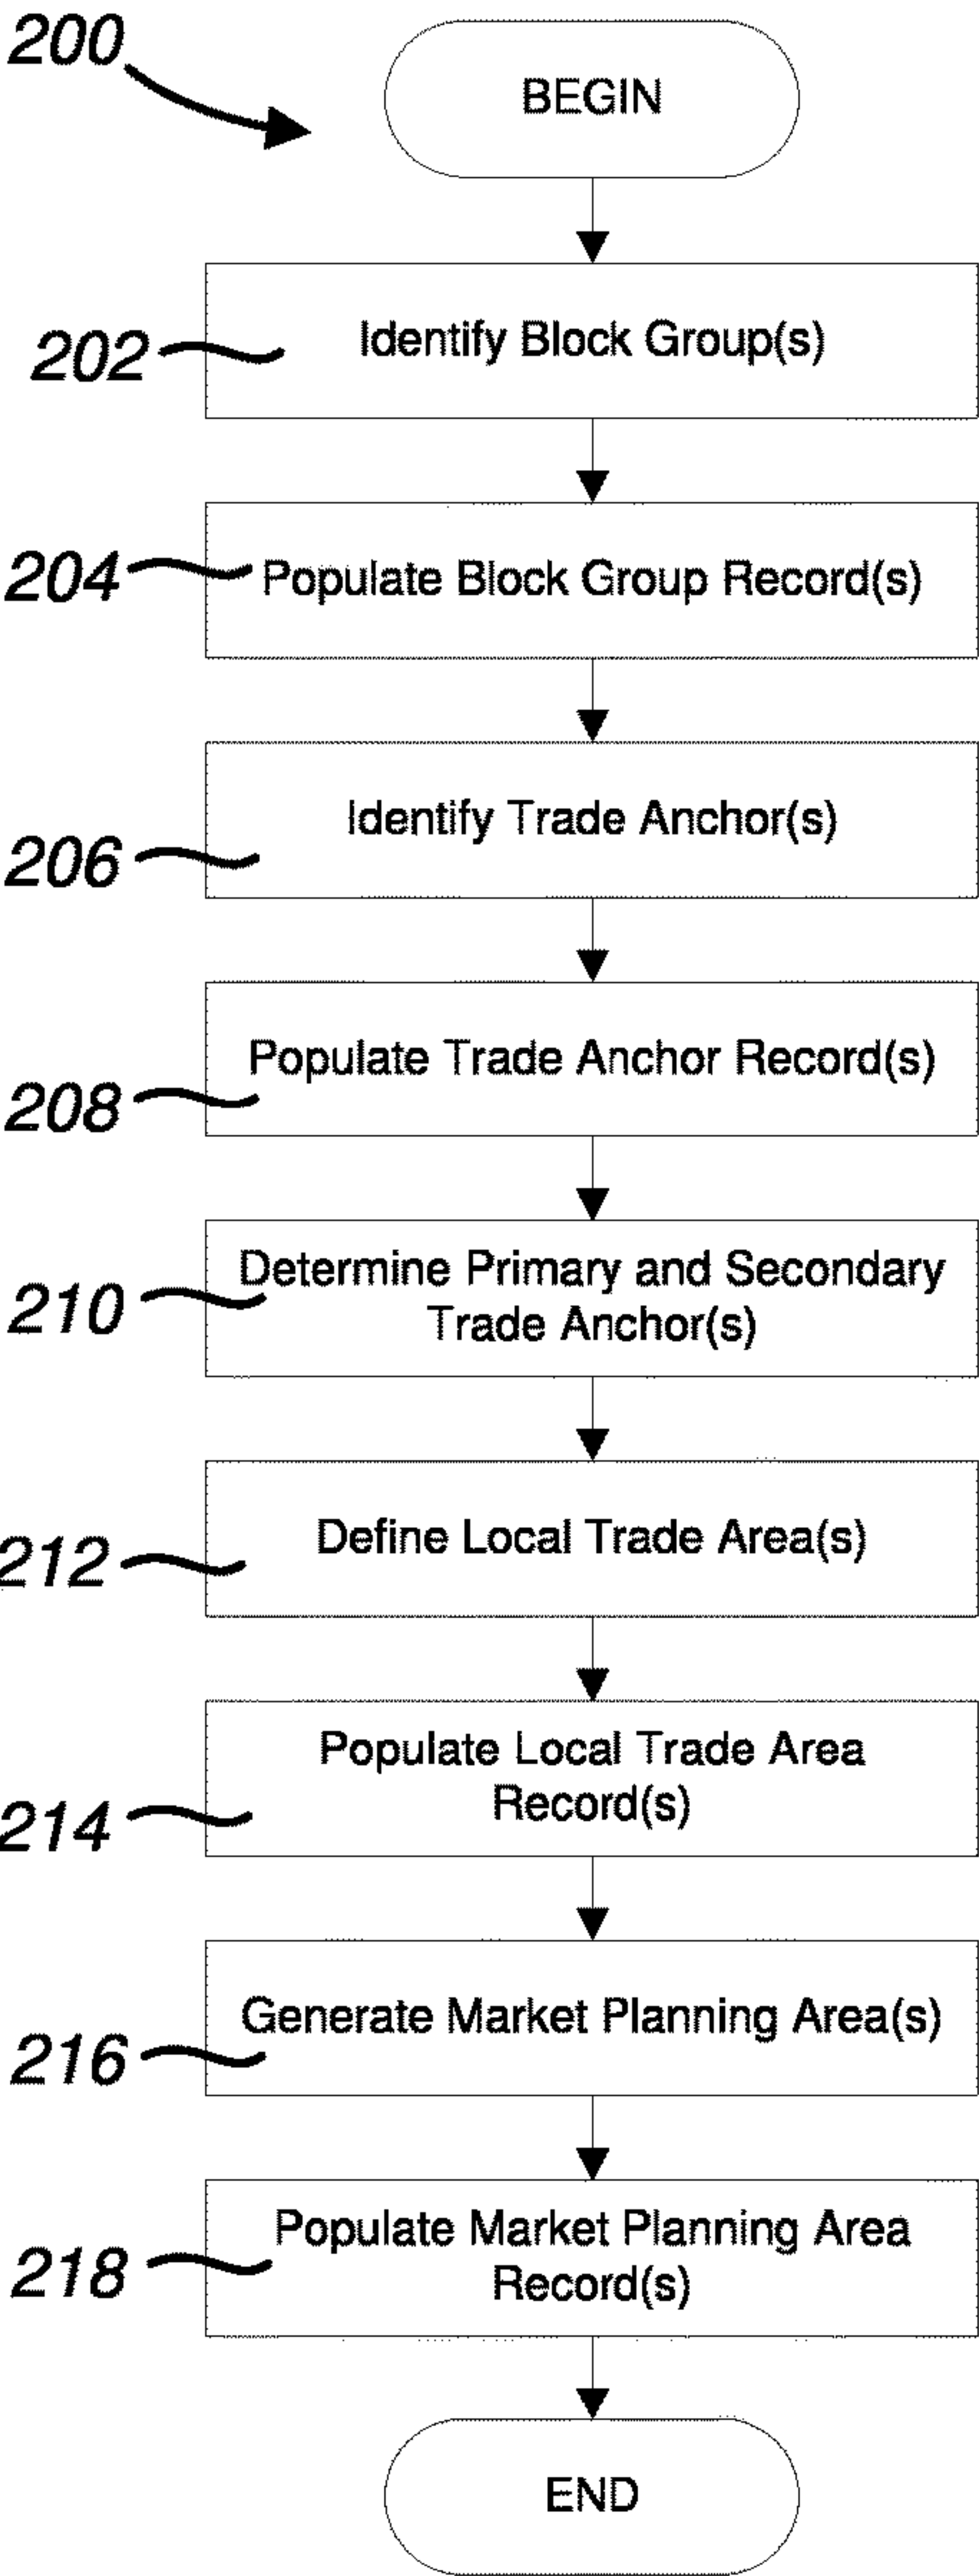 200
BEGIN
202
Identify Block Group(s)
204
Populate Block Group Record(s)
206
Identify Trade Anchor(s)
208
Populate Trade Anchor Record(s)
210
Determine Primary and Secondary
Trade Anchor(s)
212
Define Local Trade Area(s)
214
Populate Local Trade Area
Record(s)
216
Generate Market Planning Area(s)
218
Populate Market Planning Area
Record(s)
END